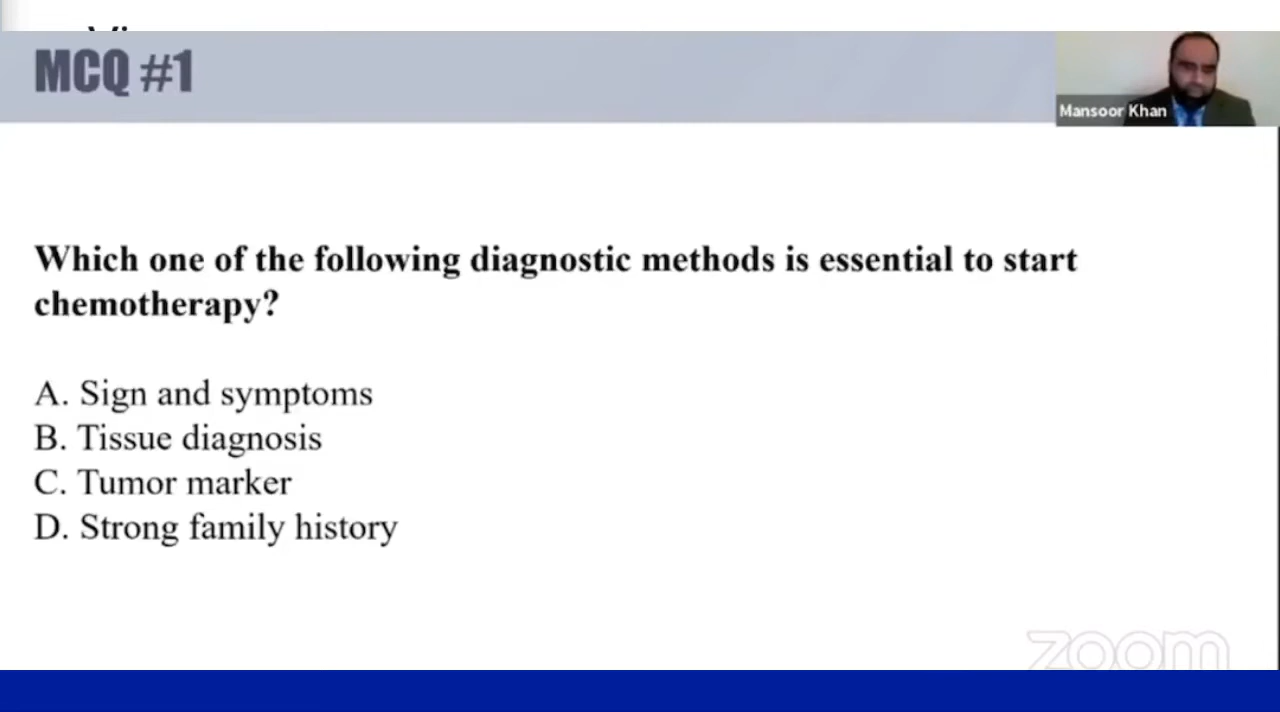 MCQ #1
Mansoor Khan
Which one of the following diagnostic methods is essential to start
chemotherapy?
A. Sign and symptoms
B. Tissue diagnosis
C. Tumor marker
D. Strong family history
zoom